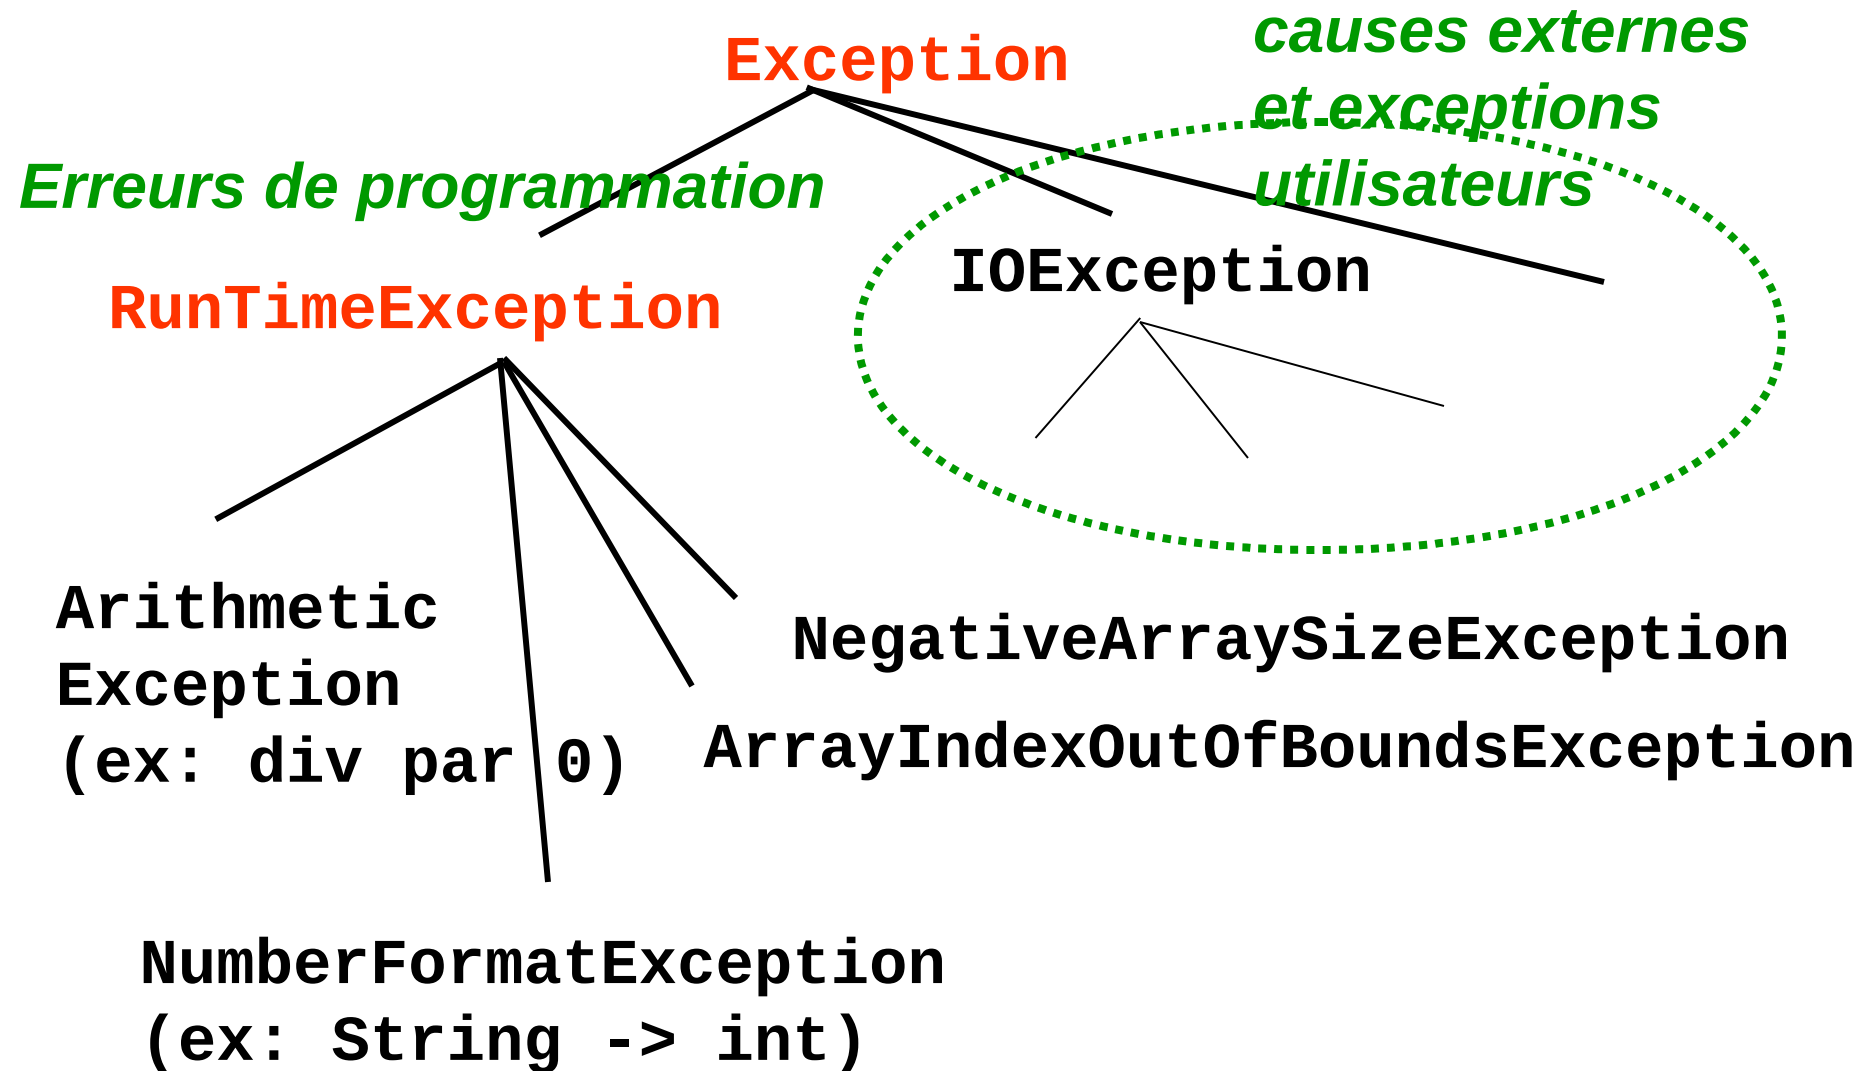 Exception
causes externes
et exceptions
utilisateurs
Erreurs de programmation
RunTimeException
IOException
Arithmetic
Exception
(ex: div par 0)
NegativeArraySizeException
ArrayIndexOutOfBoundsException
NumberFormatException
(ex: String -> int)